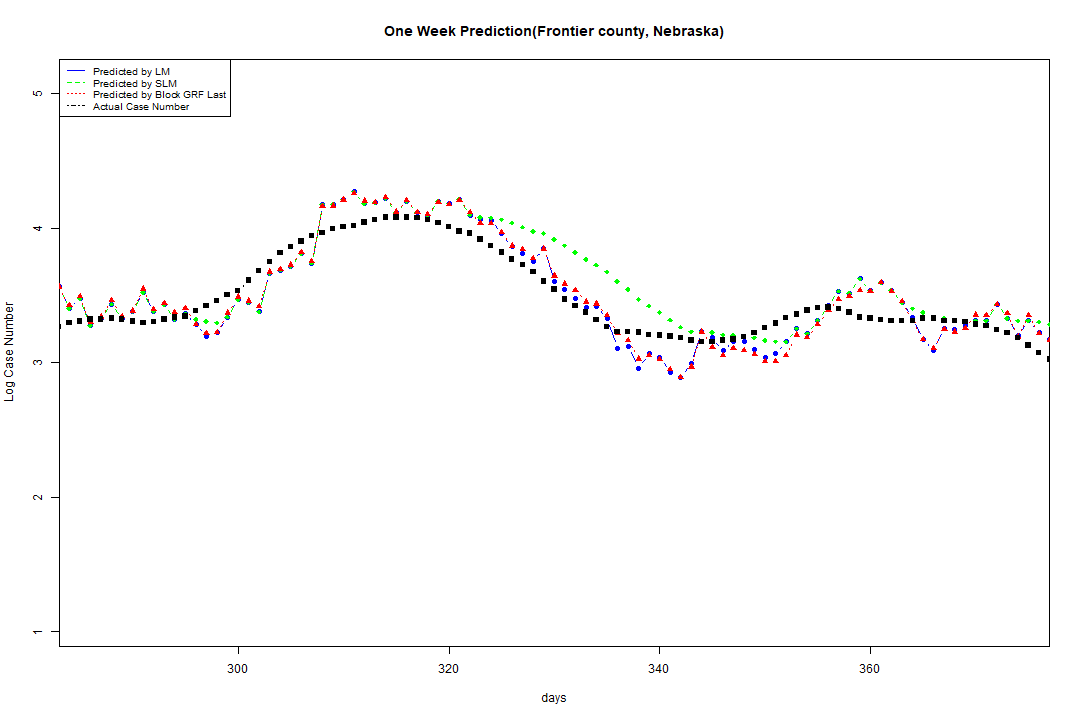 One Week Prediction(Frontier county, Nebraska)
Predicted by LM
Predicted by SLM
Predicted by Block GRF Last
Actual Case Number
5
4
3
2
1
Log Case Number
300 320 340 360
days